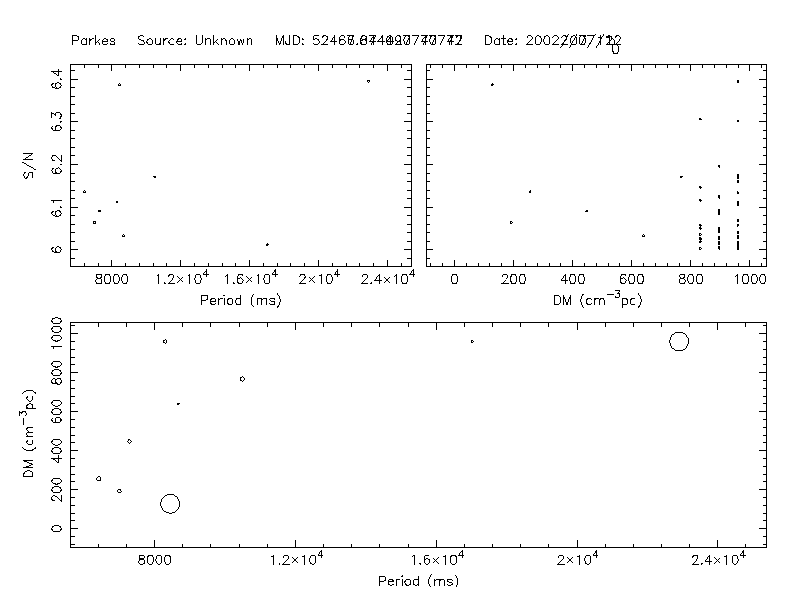 Parkes Source: Unknown MJD: Date:
6.4
6.3
6.2
6.1
6
S/N
8000 1.2×10⁴ 1.6×10⁴ 2×10⁴ 2.4×10⁴
Period (ms)
0 200 400 600 800 1000
DM (cm⁻³pc)
1000
800
600
400
200
0
DM (cm⁻³pc)
8000 1.2×10⁴ 1.6×10⁴ 2×10⁴ 2.4×10⁴
Period (ms)